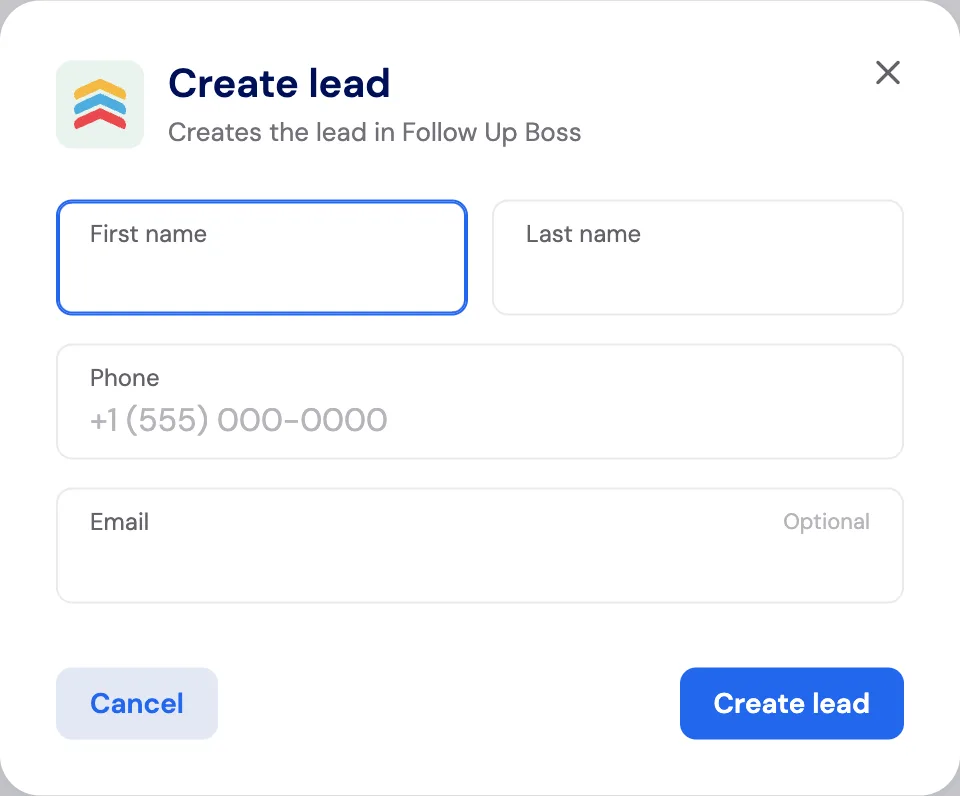 Create lead
Creates the lead in Follow Up Boss
First name
Last name
Phone
+1 (555) 000-0000
Email
Optional
Cancel
Create lead